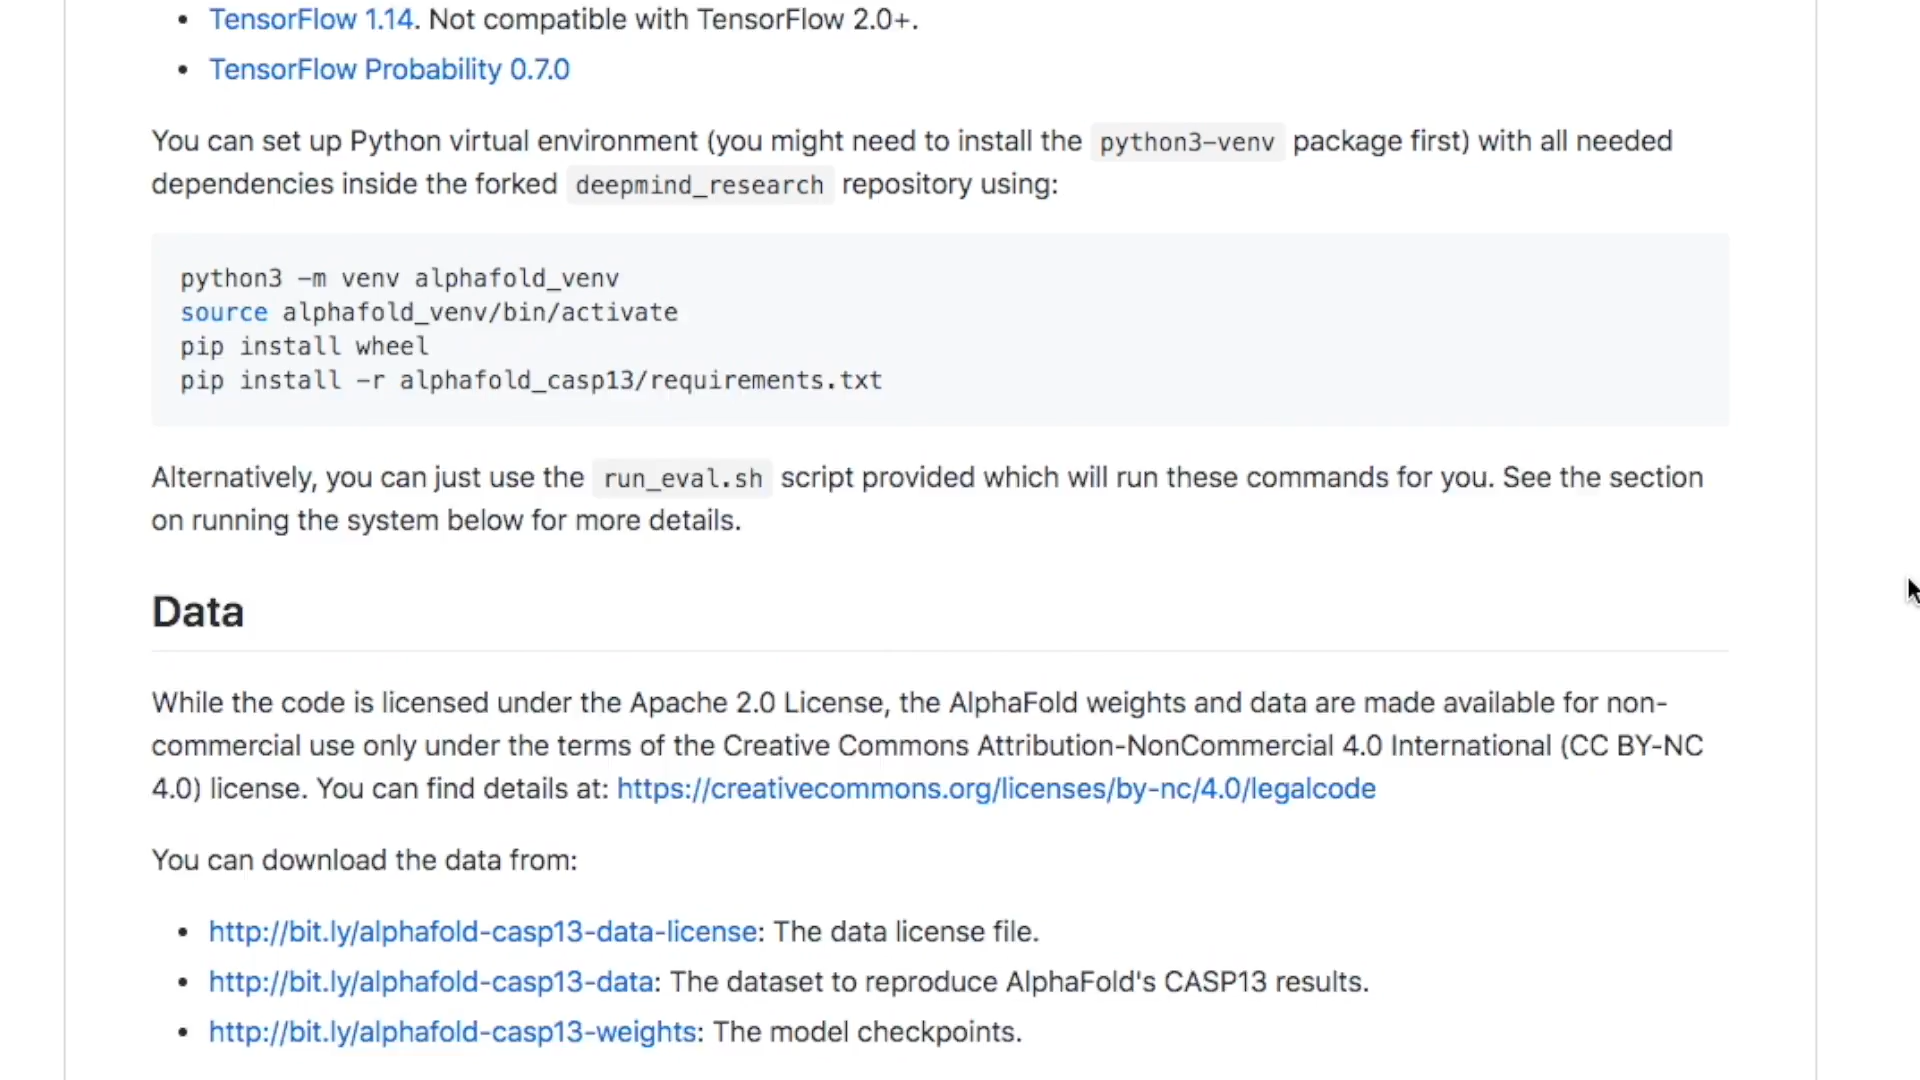 TensorFlow 1.14. Not compatible with TensorFlow 2.0+.
TensorFlow Probability 0.7.0
You can set up Python virtual environment (you might need to install the python3-venv package first) with all needed
dependencies inside the forked deepmind_research repository using:
python3 -m venv alphafold_venv
source alphafold_venv/bin/activate
pip install wheel
pip install -r alphafold_casp13/requirements.txt
Alternatively, you can just use the run_eval.sh script provided which will run these commands for you. See the section
on running the system below for more details.
Data
While the code is licensed under the Apache 2.0 License, the AlphaFold weights and data are made available for non-
commercial use only under the terms of the Creative Commons Attribution-NonCommercial 4.0 International (CC BY-NC
4.0) license. You can find details at: https://creativecommons.org/licenses/by-nc/4.0/legalcode
You can download the data from:
http://bit.ly/alphafold-casp13-data-license: The data license file.
http://bit.ly/alphafold-casp13-data: The dataset to reproduce AlphaFold's CASP13 results.
http://bit.ly/alphafold-casp13-weights: The model checkpoints.